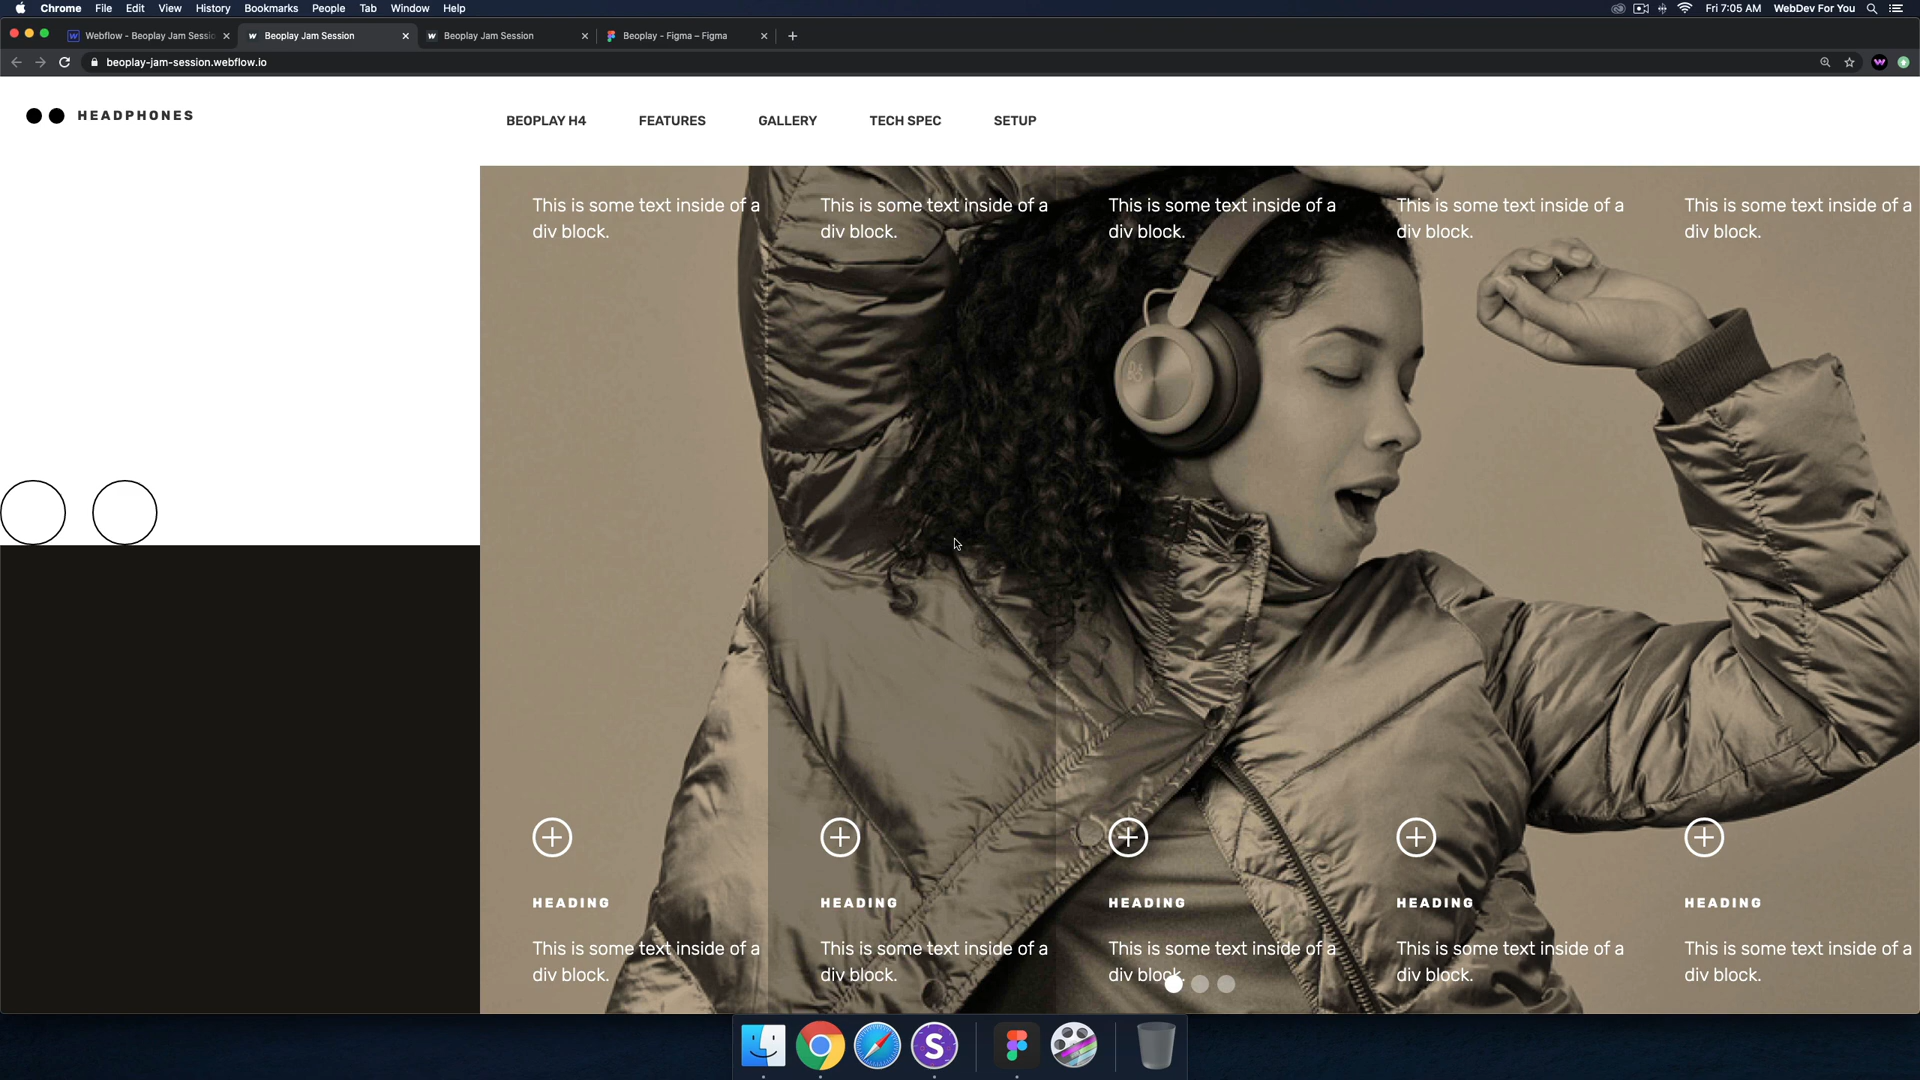 Chrome File Edit View History Bookmarks People Tab Window Help
Fri 7:05 AM WebDev For You
Webflow - Beoplay Jam Sessio
Beoplay Jam Session
Beoplay Jam Session
Beoplay - Figma – Figma
beoplay-jam-session.webflow.io
HEADPHONES
BEOPLAY H4 FEATURES GALLERY TECH SPEC SETUP
This is some text inside of a
div block.
This is some text inside of a
div block.
This is some text inside of a
div block.
This is some text inside of a
div block.
This is some text inside of a
div block.
HEADING
This is some text inside of a
div block.
HEADING
This is some text inside of a
div block.
HEADING
This is some text inside of a
div block.
HEADING
This is some text inside of a
div block.
HEADING
This is some text inside of a
div block.